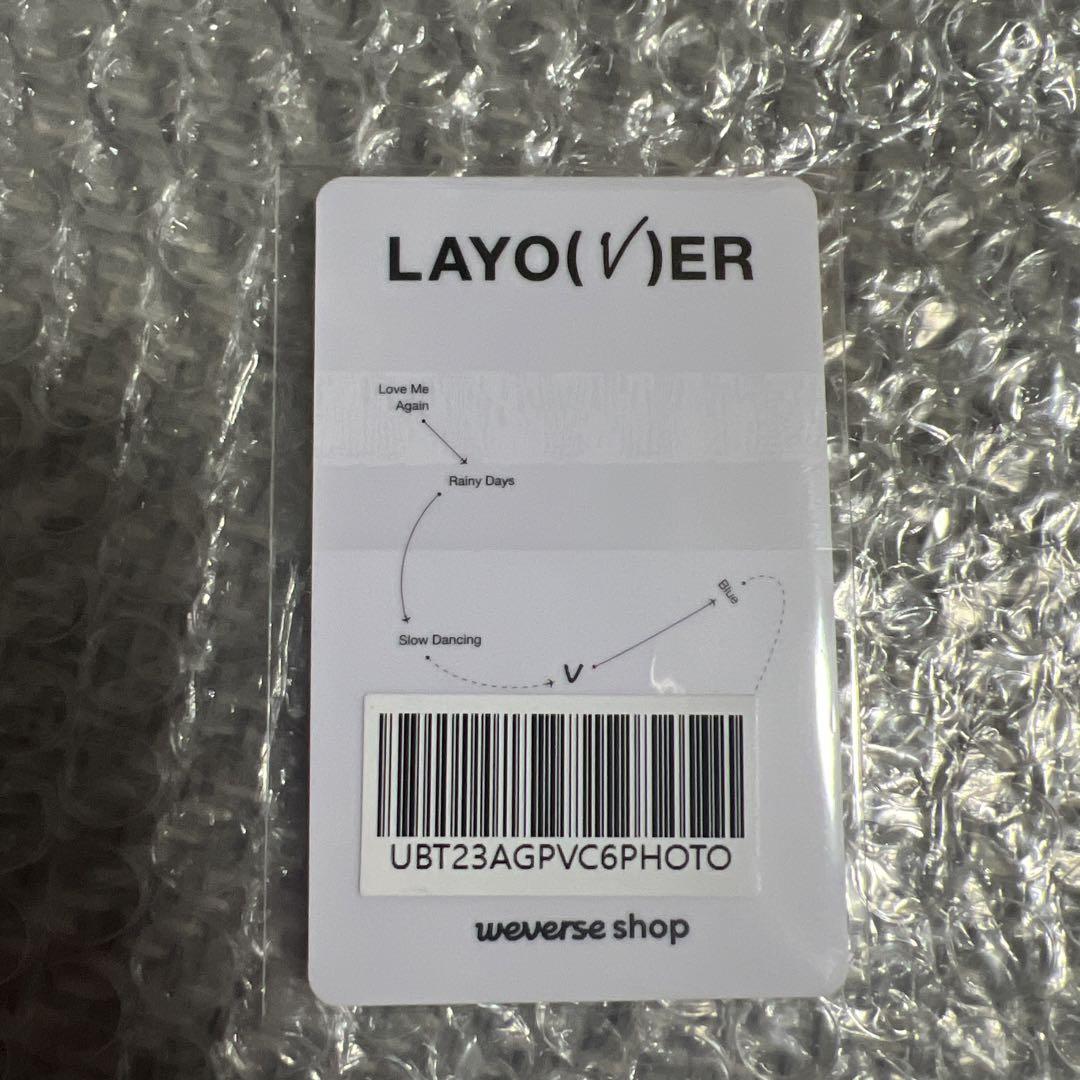 LAYO(V)ER
Love Me
Again
Rainy Days
Blue
Slow Dancing
V
UBT23AGPVC6PHOTO
weverse shop